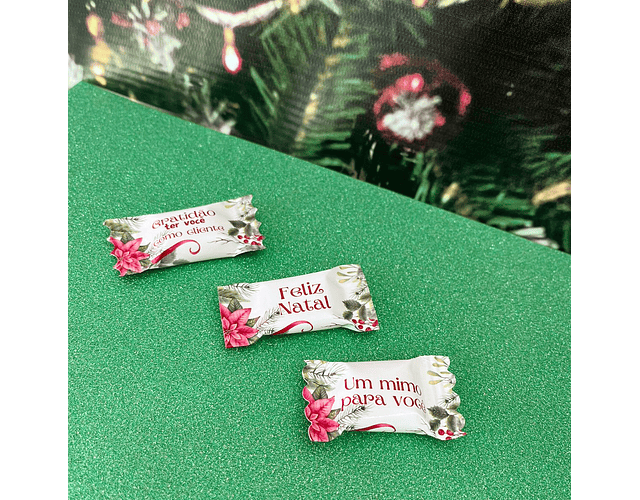 Gratidão
ter você
como cliente
Feliz
Natal
Um mimo
para você